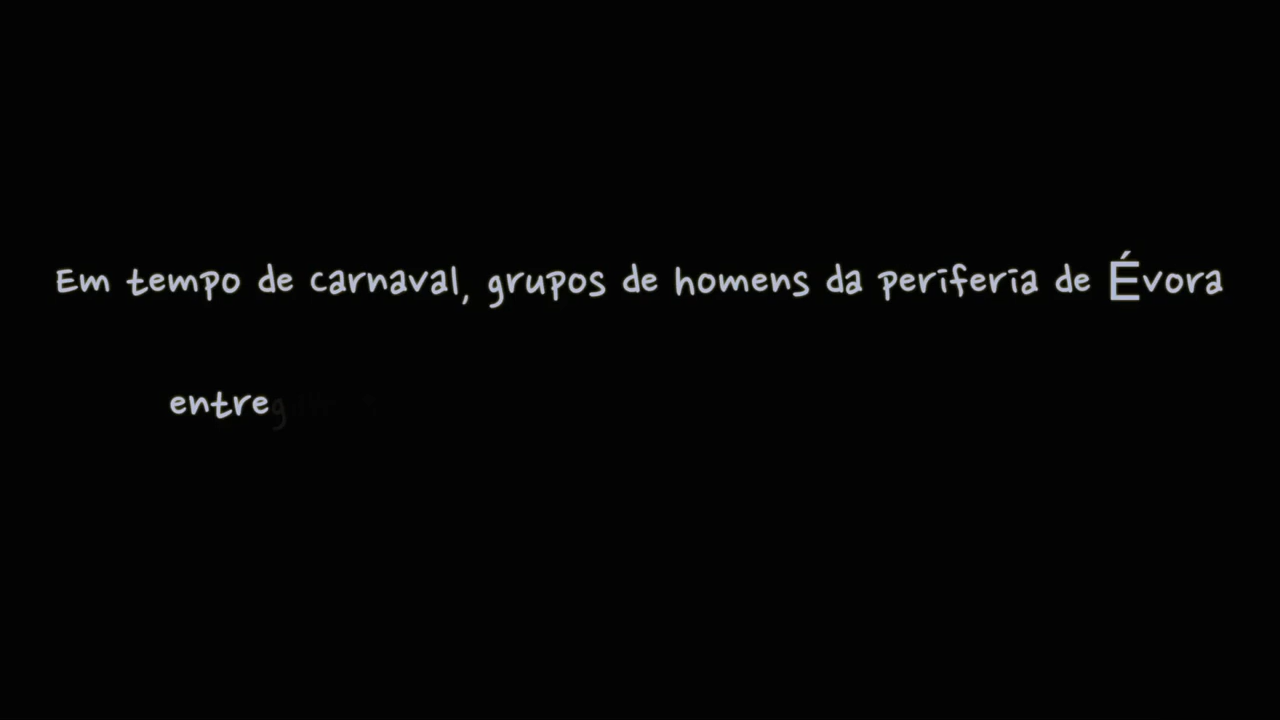 Em tempo de carnaval, grupos de homens da periferia de Évora
entre